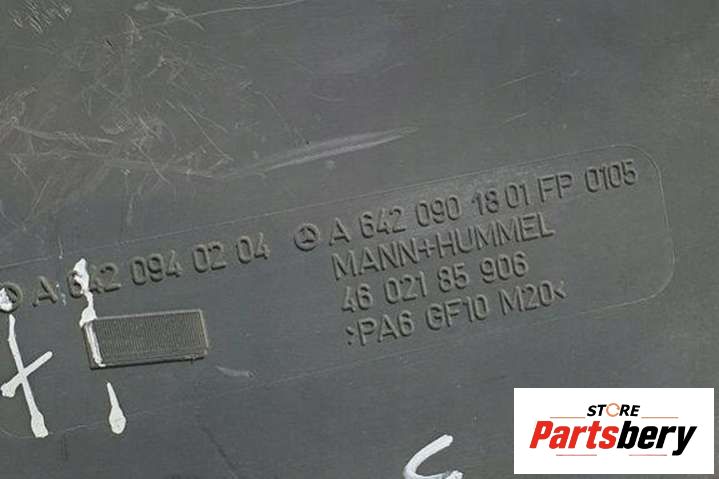 A 642 094 02 04
A 642 090 18 01 FP 0105
MANN+HUMMEL
46 021 85 906
>PA6 GF10 M20<
STORE
Partsbery